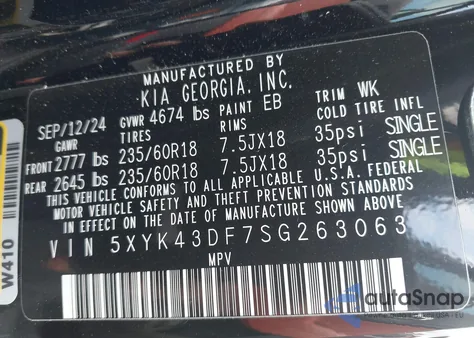 MANUFACTURED BY
KIA GEORGIA, INC.
SEP/12/24 GVWR 4674 lbs PAINT EB TRIM WK
GAWR TIRES RIMS COLD TIRE INFL
FRONT 2777 lbs 235/60R18 7.5JX18 35psi SINGLE
REAR 2645 lbs 235/60R18 7.5JX18 35psi SINGLE
THIS VEHICLE CONFORMS TO ALL APPLICABLE U.S.A. FEDERAL
MOTOR VEHICLE SAFETY AND THEFT PREVENTION STANDARDS
IN EFFECT ON THE DATE OF MANUFACTURE SHOWN ABOVE
VIN 5XYK43DF7SG263063
MPV
W410
autoSnap